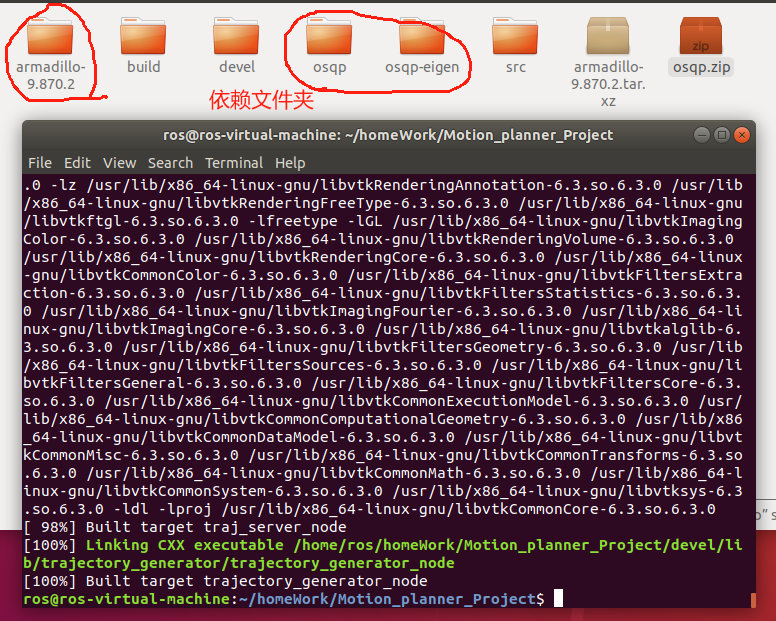 armadillo-
9.870.2
build
devel
osqp
osqp-eigen
src
armadillo-
9.870.2.tar.
xz
zip
osqp.zip
依赖文件夹
ros@ros-virtual-machine: ~/homeWork/Motion_planner_Project
File Edit View Search Terminal Help
.0 -lz /usr/lib/x86_64-linux-gnu/libvtkRenderingAnnotation-6.3.so.6.3.0 /usr/lib
/x86_64-linux-gnu/libvtkRenderingFreeType-6.3.so.6.3.0 /usr/lib/x86_64-linux-gnu
/libvtkftgl-6.3.so.6.3.0 -lfreetype -lGL /usr/lib/x86_64-linux-gnu/libvtkImaging
Color-6.3.so.6.3.0 /usr/lib/x86_64-linux-gnu/libvtkRenderingVolume-6.3.so.6.3.0
/usr/lib/x86_64-linux-gnu/libvtkRenderingCore-6.3.so.6.3.0 /usr/lib/x86_64-linux
-gnu/libvtkCommonColor-6.3.so.6.3.0 /usr/lib/x86_64-linux-gnu/libvtkFiltersExtra
ction-6.3.so.6.3.0 /usr/lib/x86_64-linux-gnu/libvtkFiltersStatistics-6.3.so.6.3.
0 /usr/lib/x86_64-linux-gnu/libvtkImagingFourier-6.3.so.6.3.0 /usr/lib/x86_64-li
nux-gnu/libvtkImagingCore-6.3.so.6.3.0 /usr/lib/x86_64-linux-gnu/libvtkalglib-6.
3.so.6.3.0 /usr/lib/x86_64-linux-gnu/libvtkFiltersGeometry-6.3.so.6.3.0 /usr/lib
/x86_64-linux-gnu/libvtkFiltersSources-6.3.so.6.3.0 /usr/lib/x86_64-linux-gnu/li
bvtkFiltersGeneral-6.3.so.6.3.0 /usr/lib/x86_64-linux-gnu/libvtkFiltersCore-6.3.
so.6.3.0 /usr/lib/x86_64-linux-gnu/libvtkCommonExecutionModel-6.3.so.6.3.0 /usr/
lib/x86_64-linux-gnu/libvtkCommonComputationalGeometry-6.3.so.6.3.0 /usr/lib/x86
_64-linux-gnu/libvtkCommonDataModel-6.3.so.6.3.0 /usr/lib/x86_64-linux-gnu/libvt
kCommonMisc-6.3.so.6.3.0 /usr/lib/x86_64-linux-gnu/libvtkCommonTransforms-6.3.so
.6.3.0 /usr/lib/x86_64-linux-gnu/libvtkCommonMath-6.3.so.6.3.0 /usr/lib/x86_64-l
inux-gnu/libvtkCommonSystem-6.3.so.6.3.0 /usr/lib/x86_64-linux-gnu/libvtksys-6.3
.so.6.3.0 -ldl -lproj /usr/lib/x86_64-linux-gnu/libvtkCommonCore-6.3.so.6.3.0
[ 98%] Built target traj_server_node
[100%] Linking CXX executable /home/ros/homeWork/Motion_planner_Project/devel/li
b/trajectory_generator/trajectory_generator_node
[100%] Built target trajectory_generator_node
ros@ros-virtual-machine:~/homeWork/Motion_planner_Project$